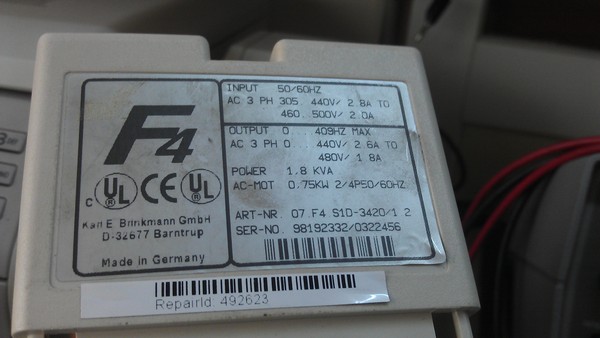 F4
c UL ® CE UL ®
Karl E. Brinkmann GmbH
D-32677 Barntrup
Made in Germany
INPUT 50/60HZ
AC 3 PH 305. 440V/ 2.8A TO
460. 500V/ 2.0A
OUTPUT 0... 409HZ MAX
AC 3 PH 0. 440V/ 2.6A TO
480V/ 1.8A
POWER 1.8 KVA
AC-MOT 0.75KW 2/4P50/60HZ
ART-NR. 07.F4 S1D-3420/1.2
SER-NO. 98192332/0322456
RepairId: 492623